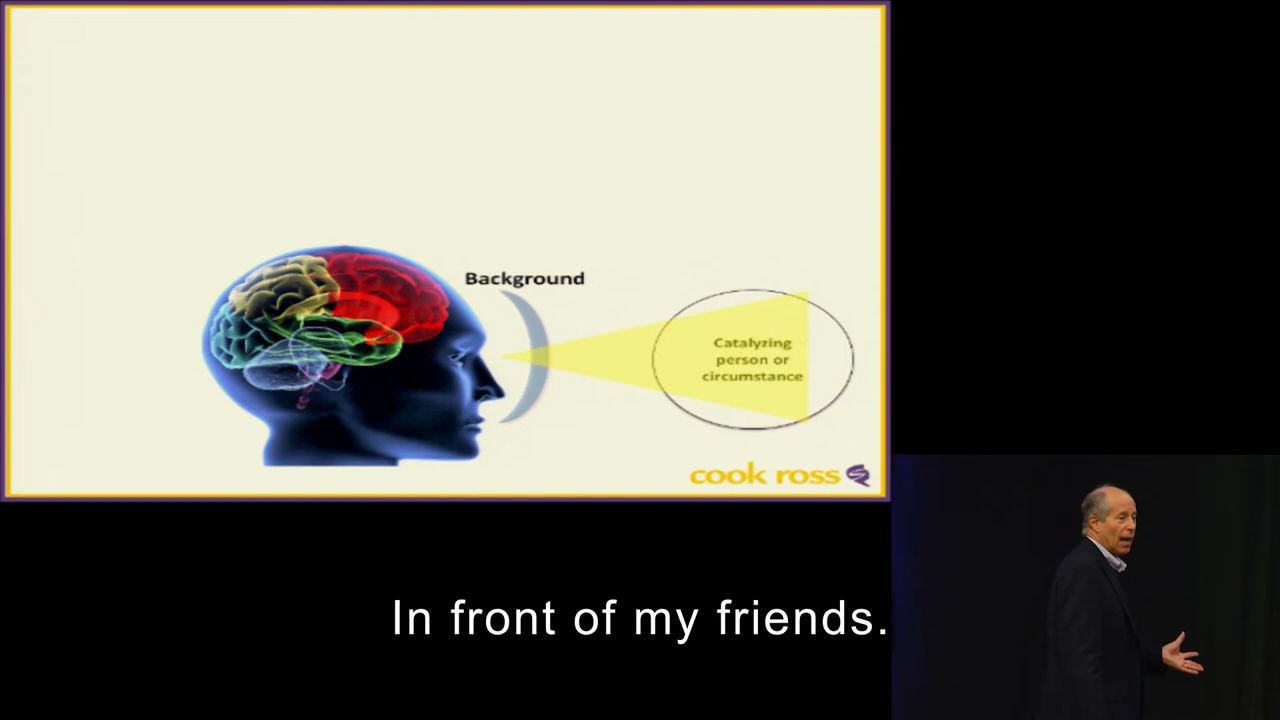 Background
Catalyzing
person or
circumstance
cook ross
In front of my friends.